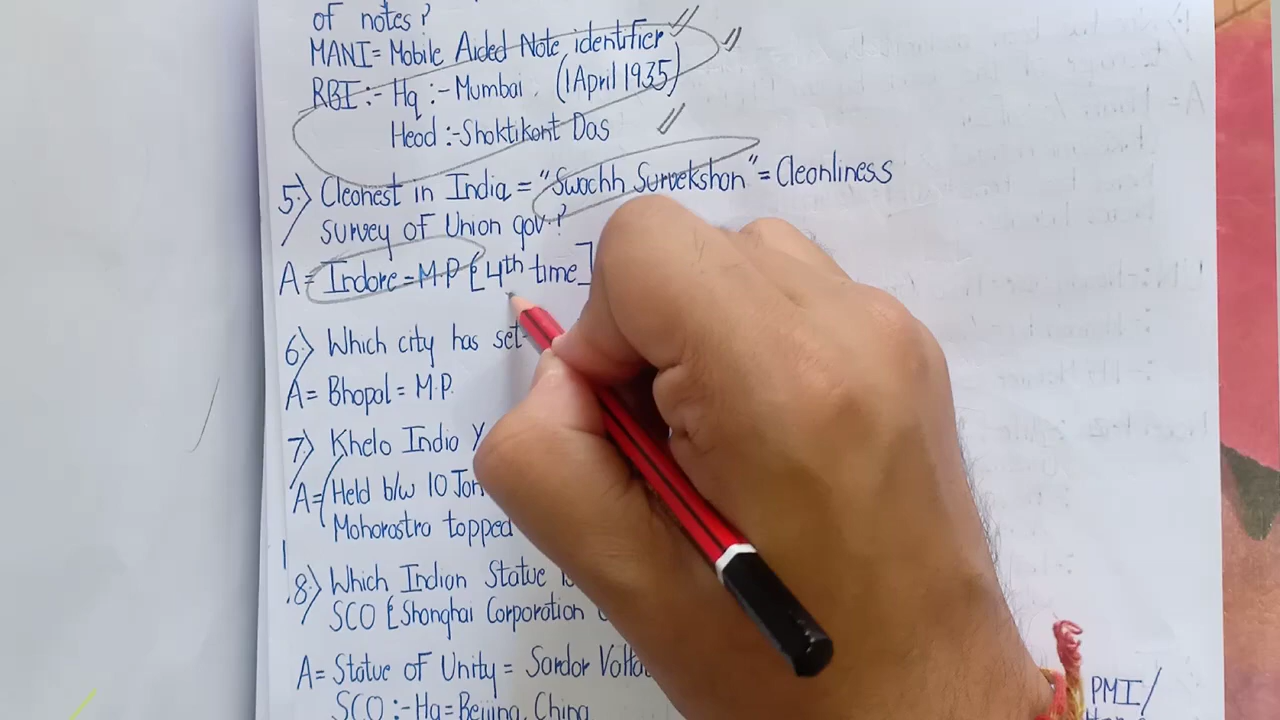 of notes?
MANI= Mobile Aided Note identifier
RBI :- Hq :- Mumbai. (1 April 1935)
Head :- Shaktikant Das
5.) Cleanest in India = "Swachh Survekshan" = Cleanliness
survey of Union gov.?
A= Indore = M.P [4th time]
6.) Which city has set
A= Bhopal = M.P.
7.) Khelo India Y
A= Held b/w 10 Jan
Maharastra topped
8.) Which Indian Statue
SCO [Shanghai Corporation
A= Statue of Unity = Sardar
SCO :- Hq = Beijing, China
PMI/